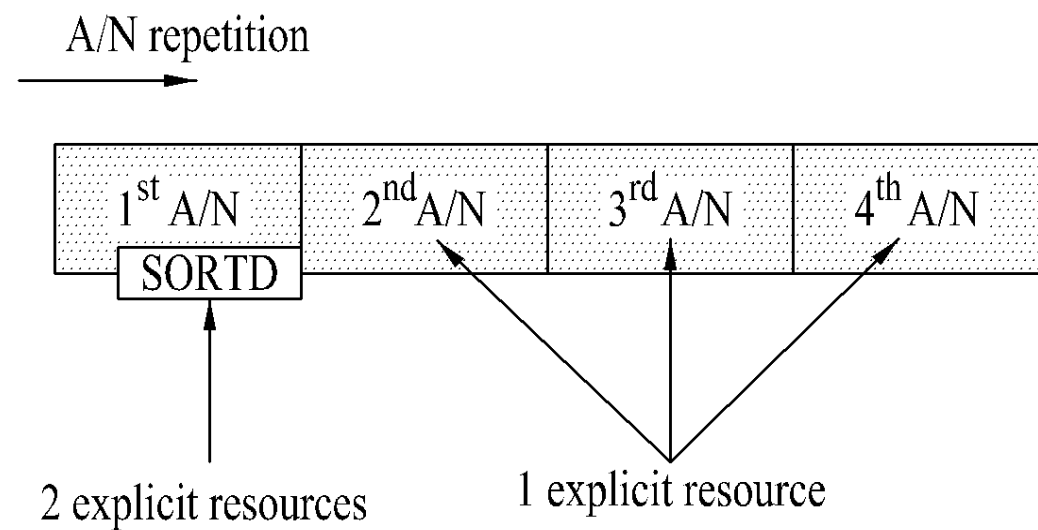 A/N repetition
1st A/N 2nd A/N 3rd A/N 4th A/N
SORTD
2 explicit resources 1 explicit resource